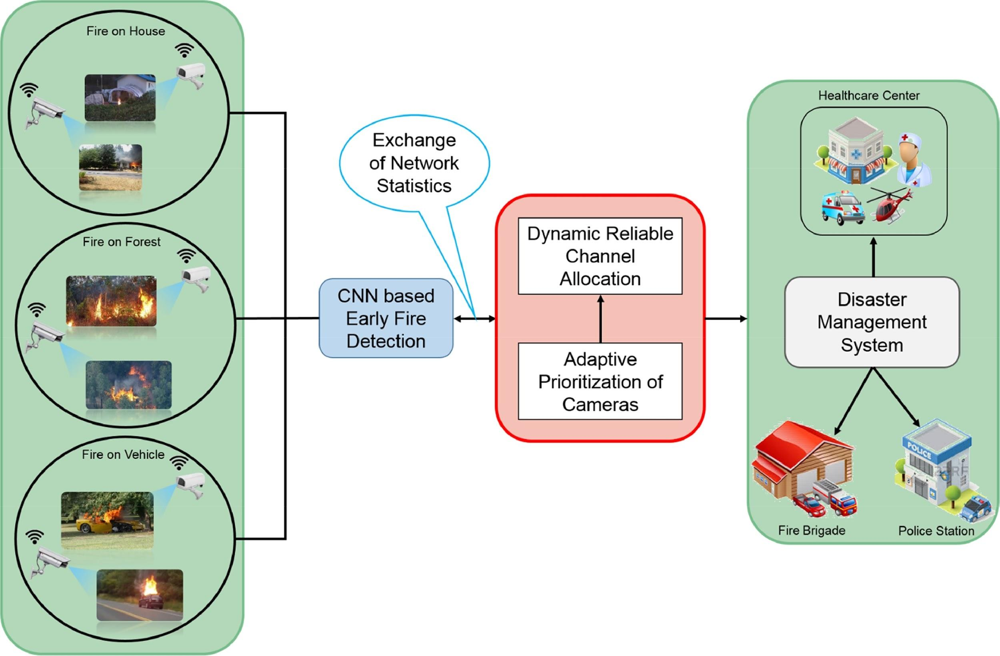 Fire on House
Fire on Forest
Fire on Vehicle
Exchange
of Network
Statistics
CNN based
Early Fire
Detection
Dynamic Reliable
Channel
Allocation
Adaptive
Prioritization of
Cameras
Healthcare Center
Disaster
Management
System
POLICE
Fire Brigade
Police Station